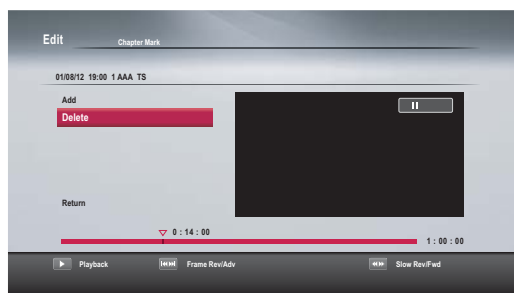 Edit Chapter Mark
01/08/12 19:00 1 AAA TS
Add
Delete
Return
0 : 14 : 00
1 : 00 : 00
Playback Frame Rev/Adv Slow Rev/Fwd